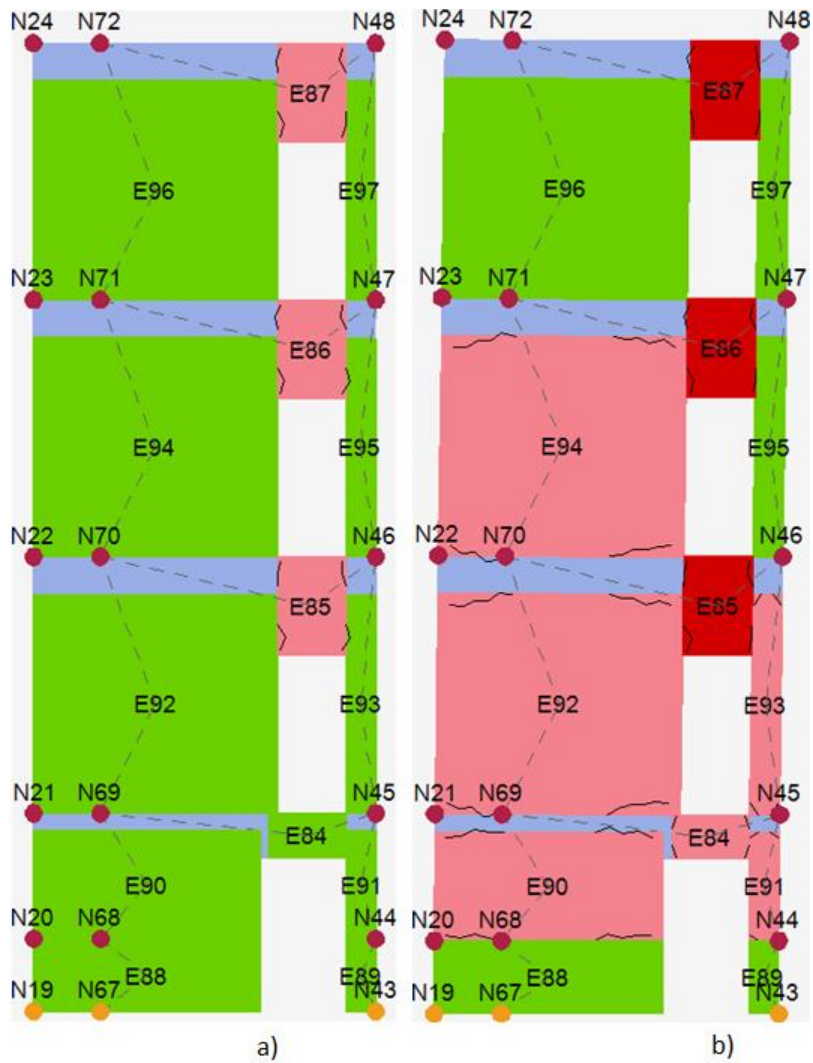 N24 N72 N48
E87
E96 E97
N23 N71 N47
E86
E94 E95
N22 N70 N46
E85
E92 E93
N21 N69 N45
E84
E90 E91
N20 N68 N44
E88 E89
N19 N67 N43
a)
N24 N72 N48
E87
E96 E97
N23 N71 N47
E86
E94 E95
N22 N70 N46
E85
E92 E93
N21 N69 N45
E84
E90 E91
N20 N68 N44
E88 E89
N19 N67 N43
b)